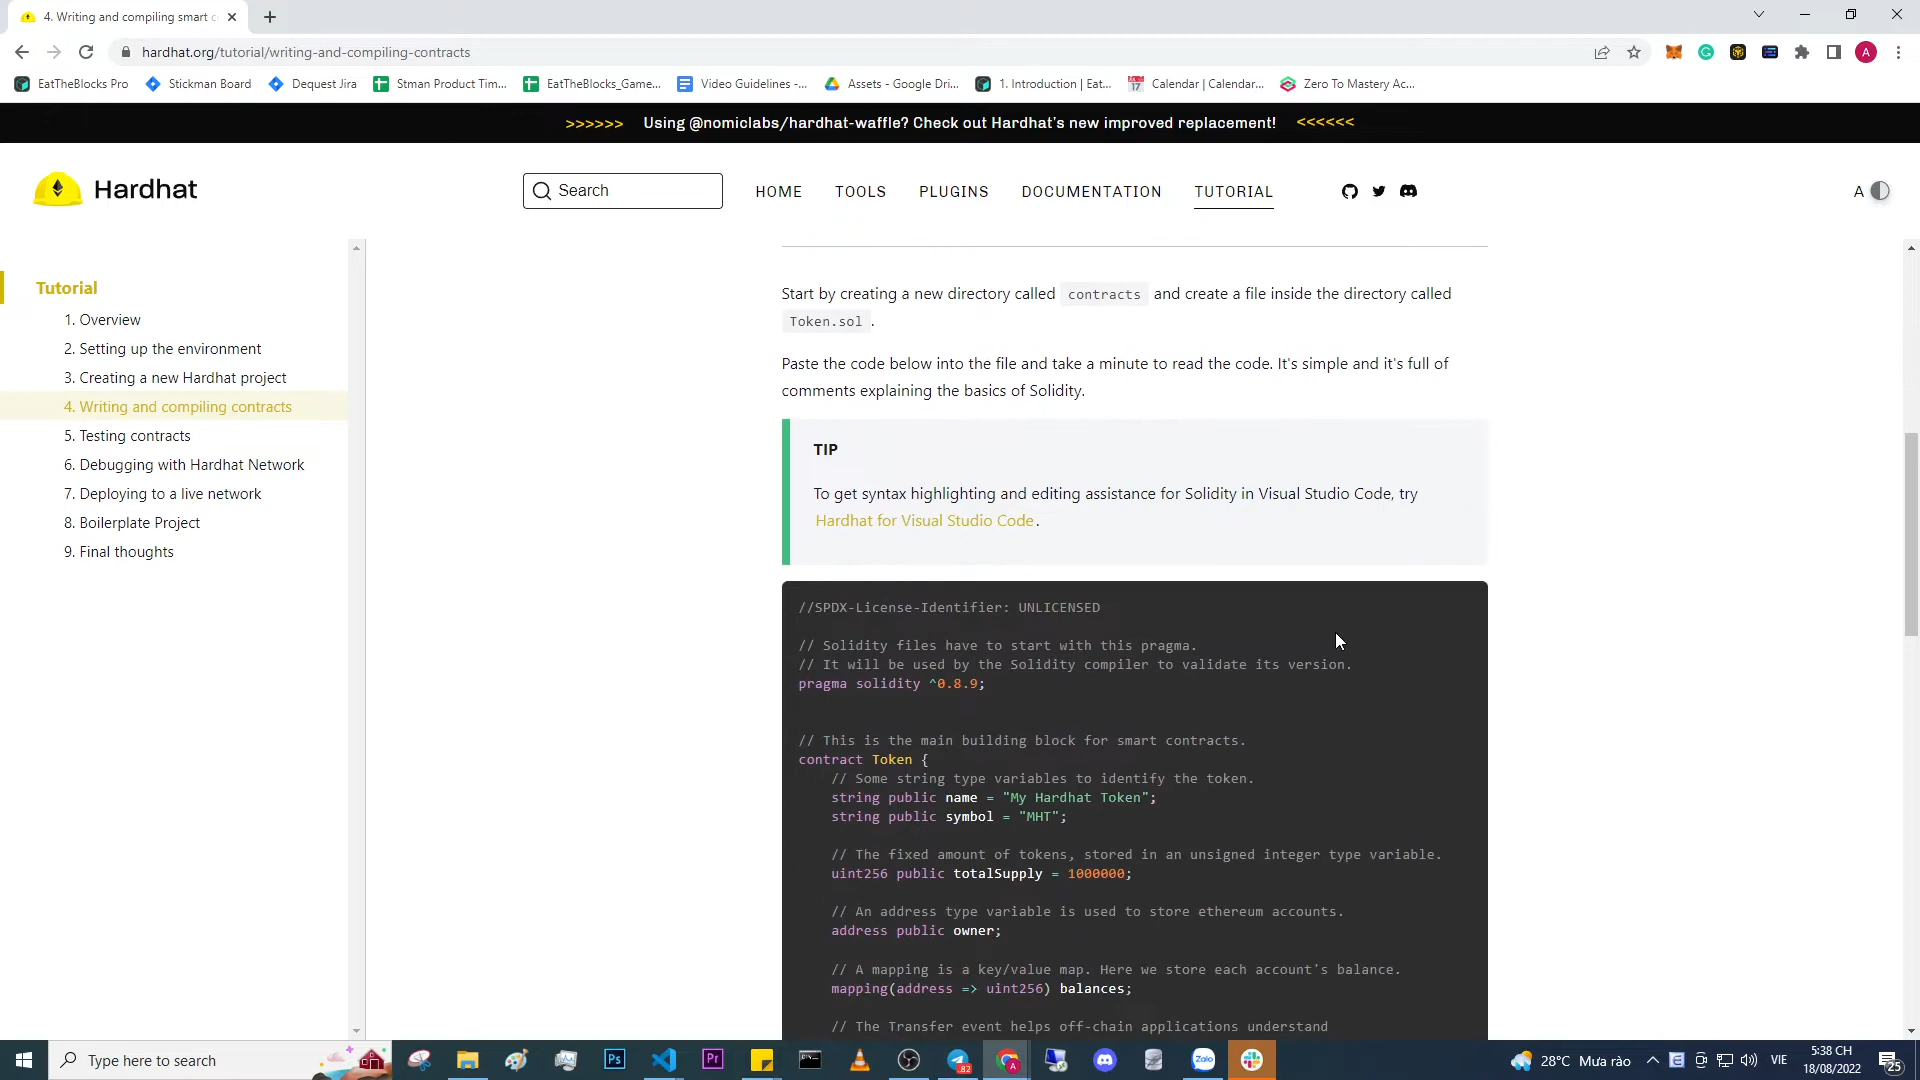 4. Writing and compiling smart c
hardhat.org/tutorial/writing-and-compiling-contracts
A
EatTheBlocks Pro
Stickman Board
Dequest Jira
Stman Product Tim...
EatTheBlocks_Game...
Video Guidelines -...
Assets - Google Dri...
1. Introduction | Eat...
17
Calendar | Calendar...
Zero To Mastery Ac...
>>>>>> Using @nomiclabs/hardhat-waffle? Check out Hardhat's new improved replacement! <<<<<<
Hardhat
Search
HOME
TOOLS
PLUGINS
DOCUMENTATION
TUTORIAL
A
Tutorial
1. Overview
2. Setting up the environment
3. Creating a new Hardhat project
4. Writing and compiling contracts
5. Testing contracts
6. Debugging with Hardhat Network
7. Deploying to a live network
8. Boilerplate Project
9. Final thoughts
Start by creating a new directory called contracts and create a file inside the directory called
Token.sol .
Paste the code below into the file and take a minute to read the code. It's simple and it's full of
comments explaining the basics of Solidity.
TIP
To get syntax highlighting and editing assistance for Solidity in Visual Studio Code, try
Hardhat for Visual Studio Code.
//SPDX-License-Identifier: UNLICENSED
// Solidity files have to start with this pragma.
// It will be used by the Solidity compiler to validate its version.
pragma solidity ^0.8.9;
// This is the main building block for smart contracts.
contract Token {
// Some string type variables to identify the token.
string public name = "My Hardhat Token";
string public symbol = "MHT";
// The fixed amount of tokens, stored in an unsigned integer type variable.
uint256 public totalSupply = 1000000;
// An address type variable is used to store ethereum accounts.
address public owner;
// A mapping is a key/value map. Here we store each account's balance.
mapping(address => uint256) balances;
// The Transfer event helps off-chain applications understand
Type here to search
Ps
Pr
82
A
Zalo
28°C Mưa rào
VIE
5:38 CH
18/08/2022
25